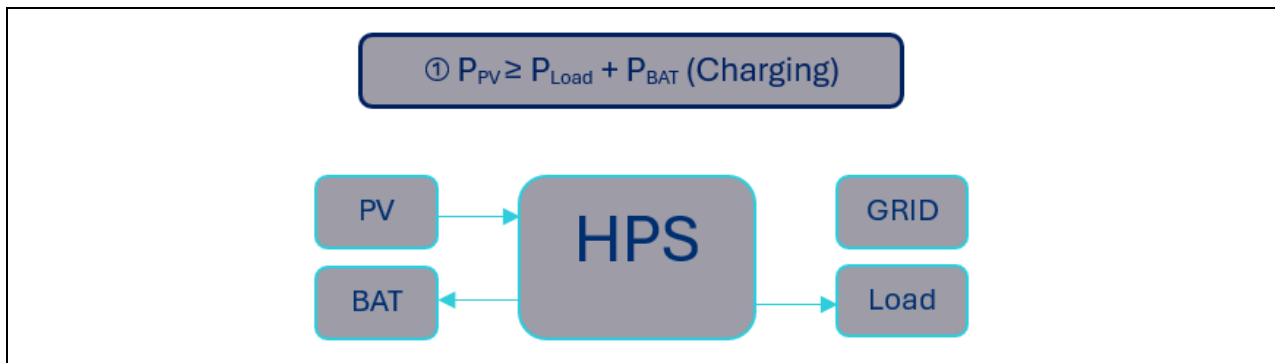 ① PPV ≥ PLoad + PBAT (Charging)
PV
HPS
GRID
BAT
Load